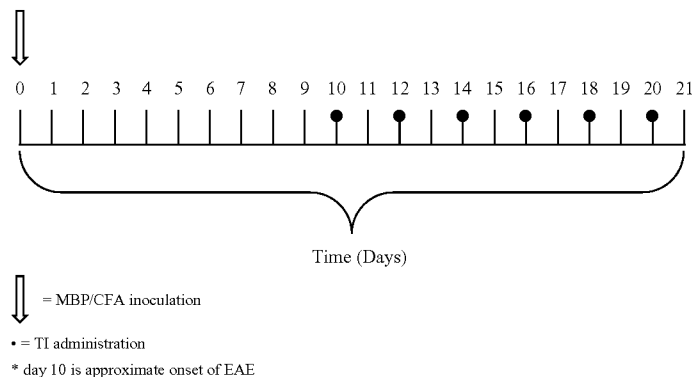 0 1 2 3 4 5 6 7 8 9 10 11 12 13 14 15 16 17 18 19 20 21
Time (Days)
= MBP/CFA inoculation
• = TI administration
* day 10 is approximate onset of EAE